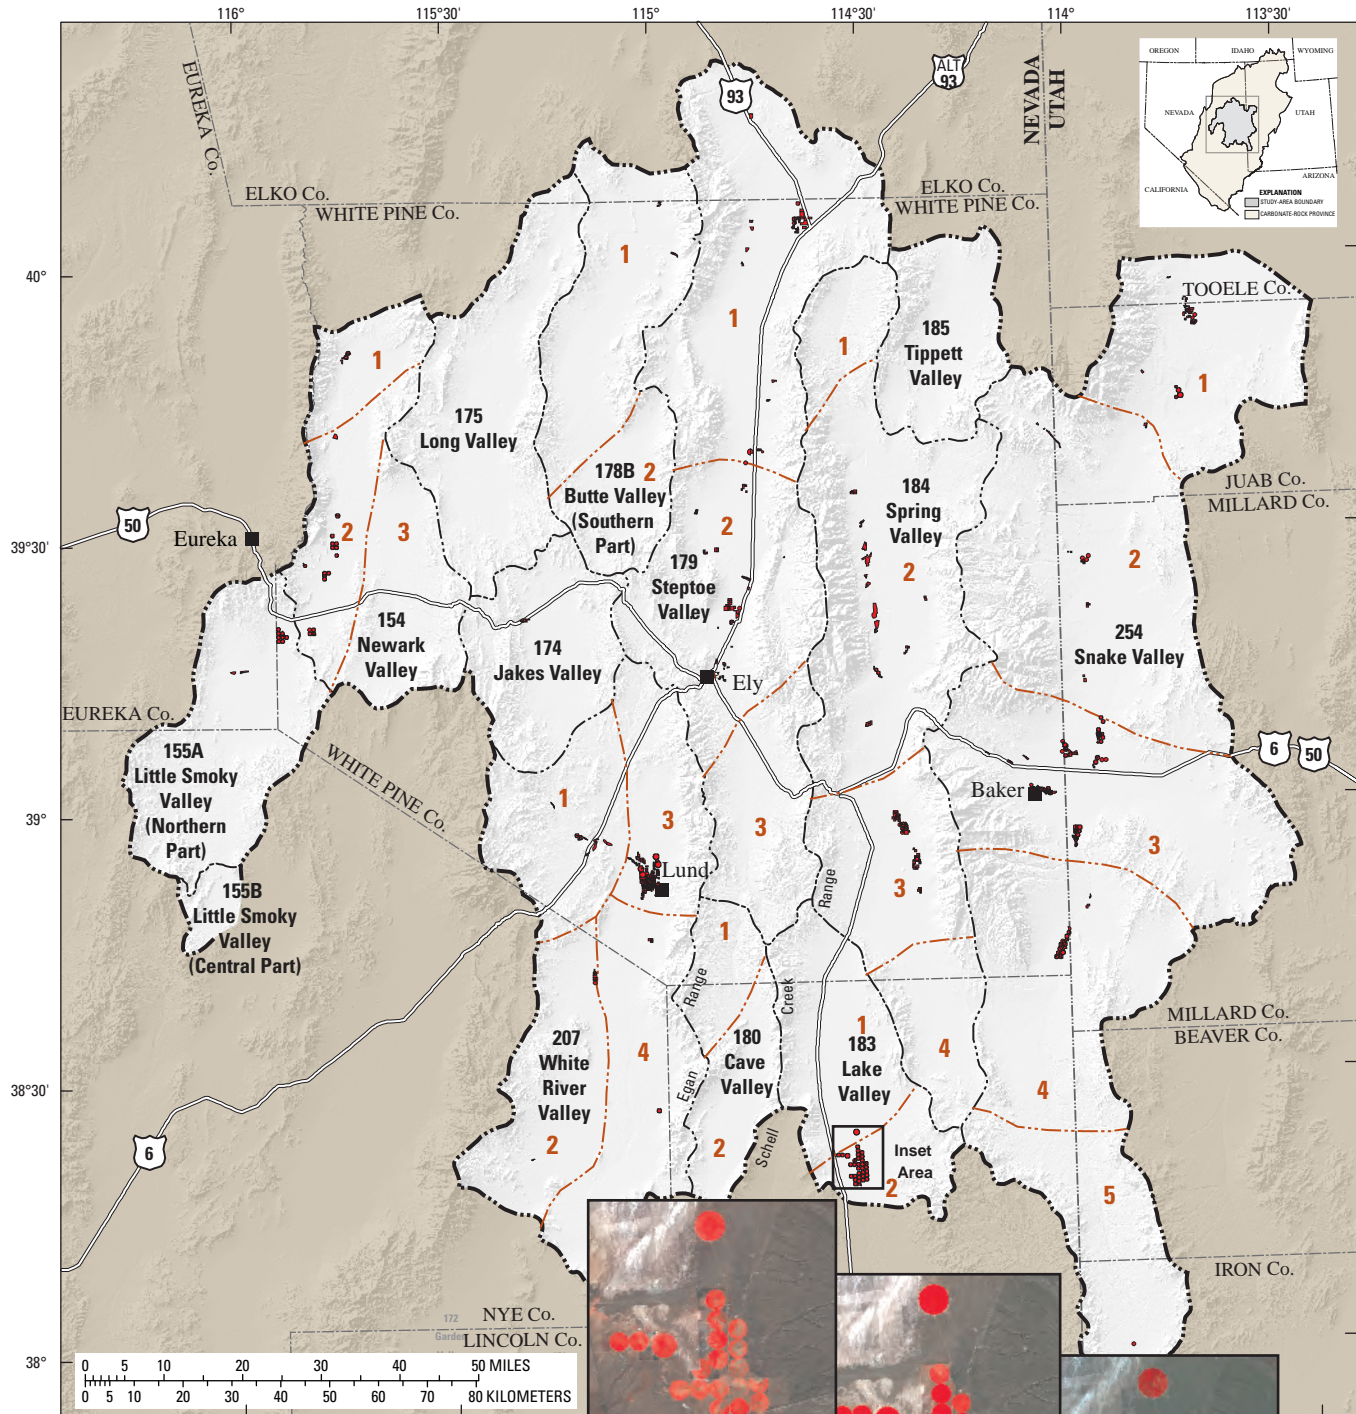 116°
115°30'
115°
114°30'
114°
113°30'
40°
39°30'
39°
38°30'
38°
OREGON
IDAHO
WYOMING
NEVADA
UTAH
CALIFORNIA
ARIZONA
EXPLANATION
STUDY-AREA BOUNDARY
CARBONATE-ROCK PROVINCE
93
ALT
93
NEVADA
UTAH
EUREKA Co.
ELKO Co.
WHITE PINE Co.
ELKO Co.
WHITE PINE Co.
TOOELE Co.
1
1
1
1
1
185
Tippett
Valley
175
Long Valley
178B
Butte Valley
(Southern
Part)
2
184
Spring
Valley
2
JUAB Co.
MILLARD Co.
50
Eureka
2
3
2
179
Steptoe
Valley
2
154
Newark
Valley
174
Jakes Valley
254
Snake Valley
Ely
EUREKA Co.
WHITE PINE Co.
6
50
155A
Little Smoky
Valley
(Northern
Part)
Baker
1
3
3
3
3
Lund
155B
Little Smoky
Valley
(Central Part)
1
Range
Range
Creek
MILLARD Co.
BEAVER Co.
207
White
River
Valley
4
180
Cave
Valley
1
183
Lake
Valley
4
4
Egan
Schell
2
2
6
Inset
Area
2
5
IRON Co.
172
NYE Co.
LINCOLN Co.
0 5 10 20 30 40 50 MILES
0 5 10 20 30 40 50 60 70 80 KILOMETERS